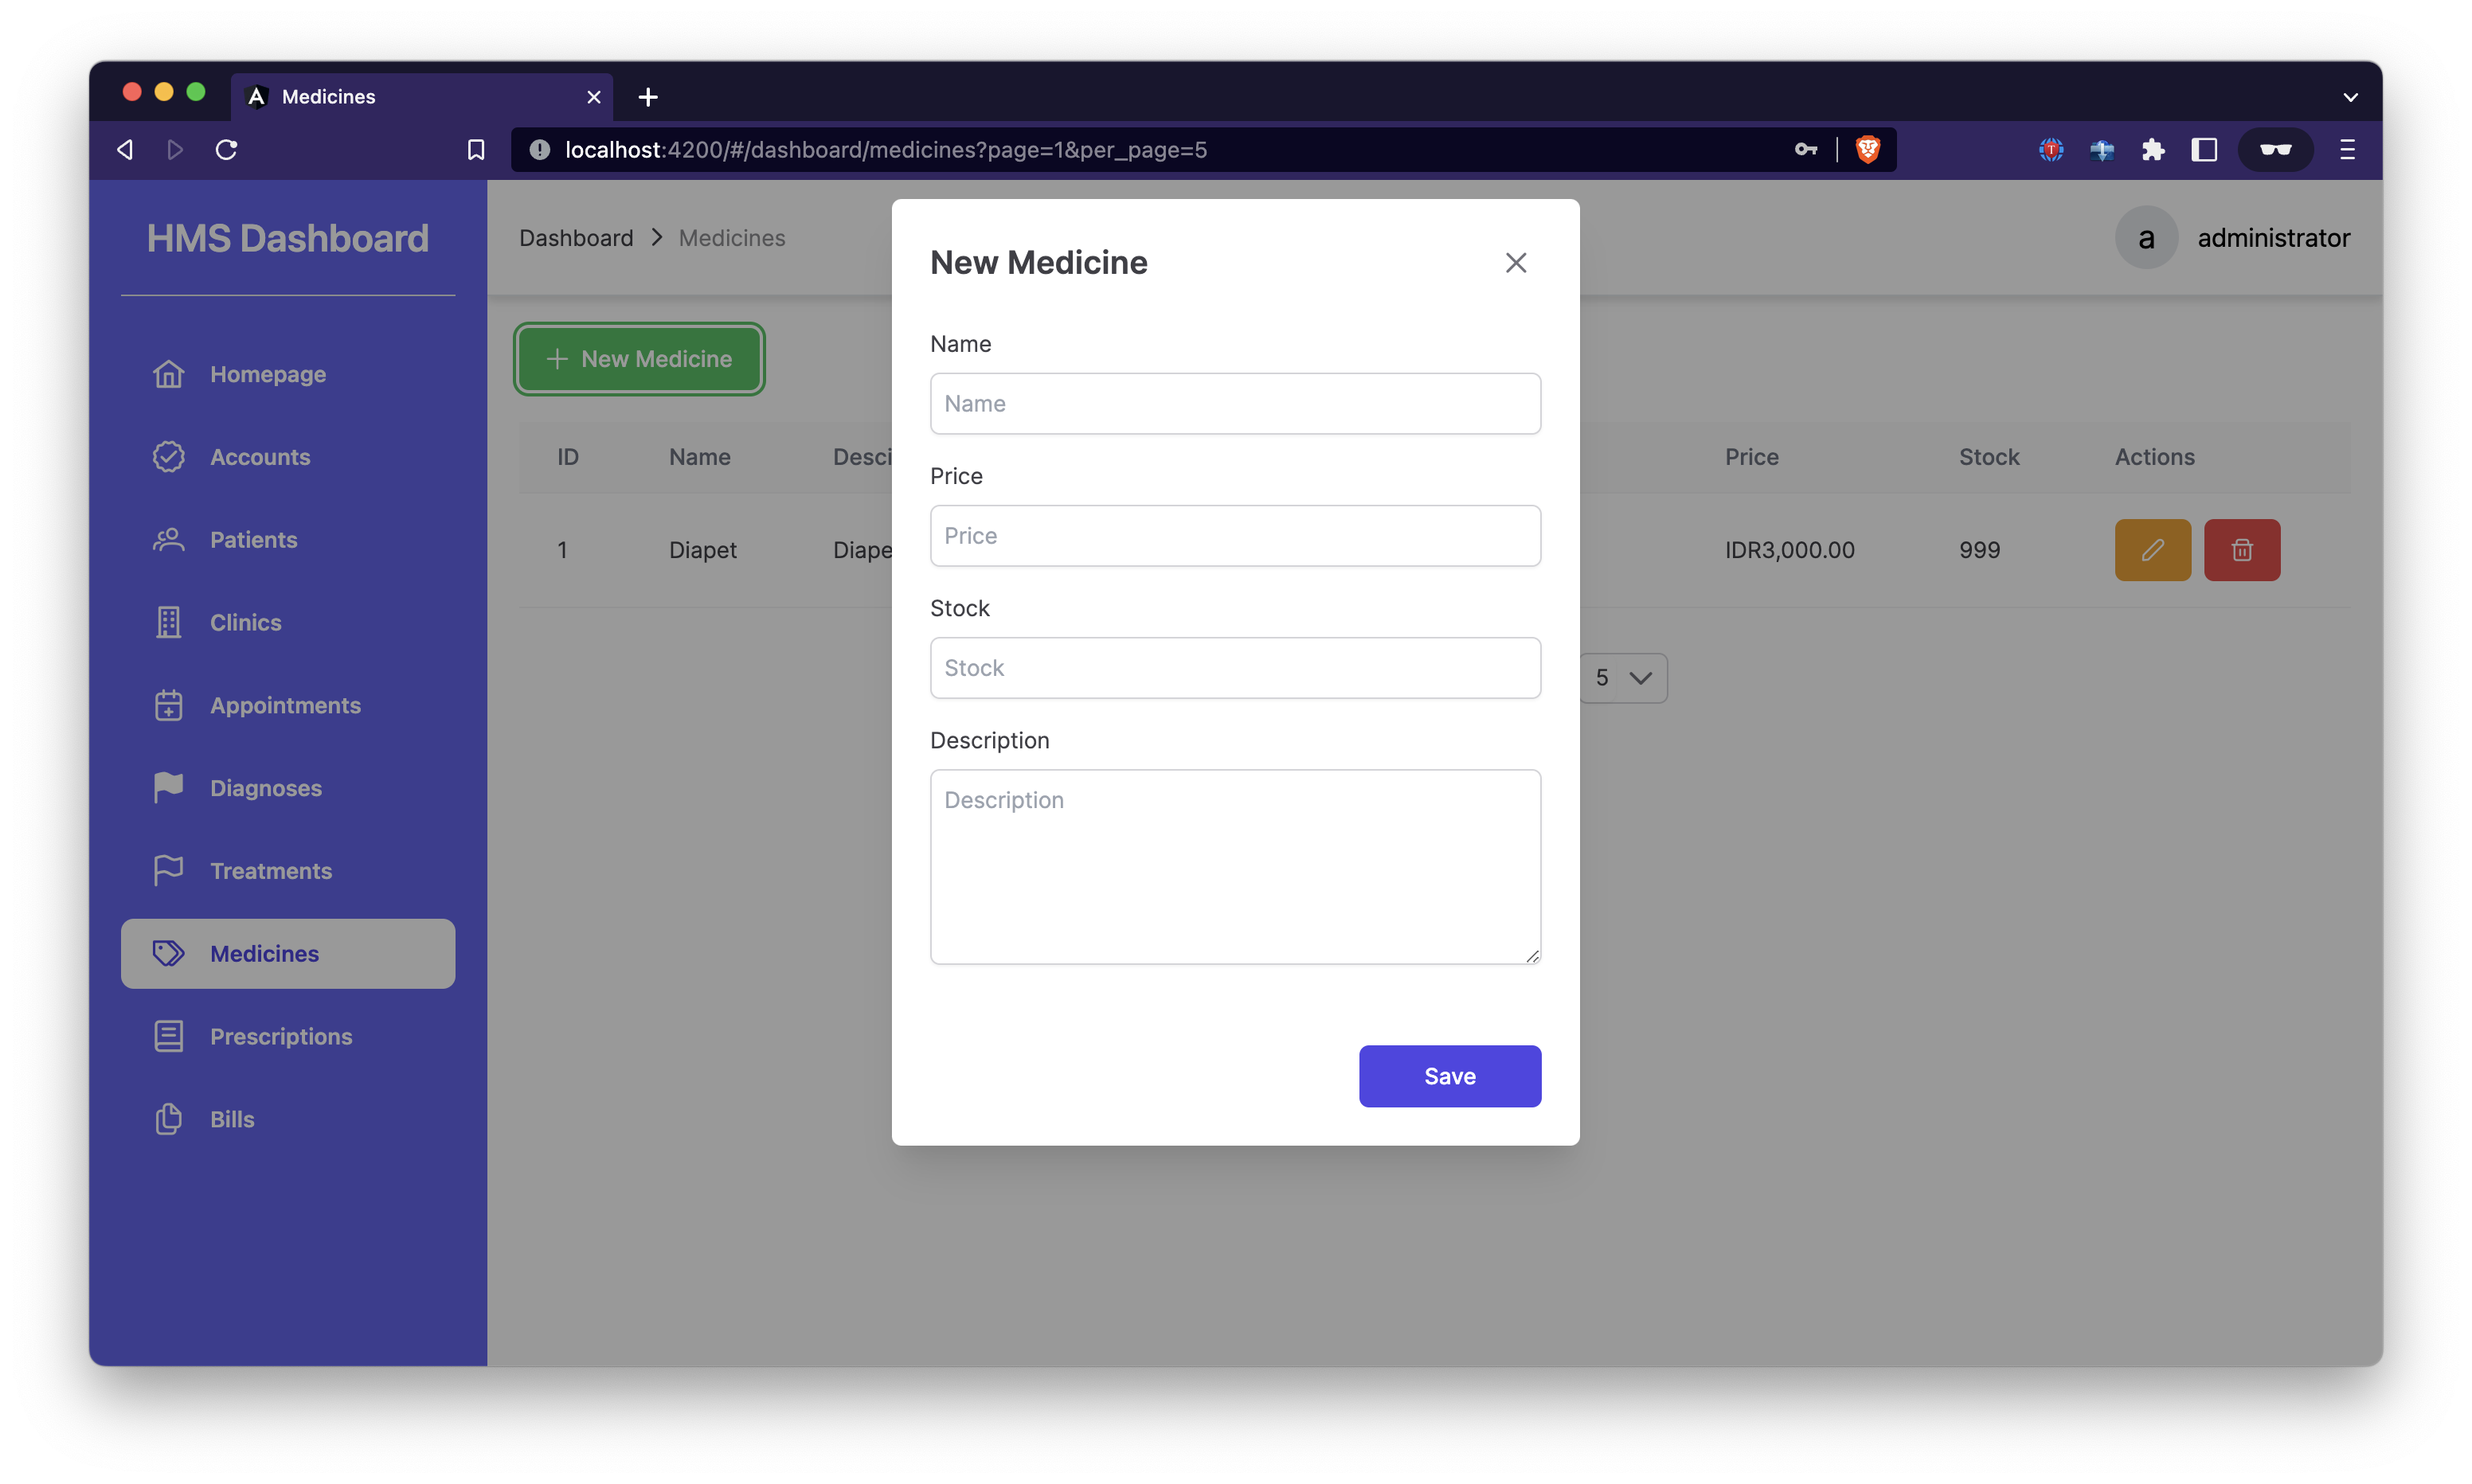 Medicines
localhost:4200/#/dashboard/medicines?page=1&per_page=5
HMS Dashboard
Homepage
Accounts
Patients
Clinics
Appointments
Diagnoses
Treatments
Medicines
Prescriptions
Bills
Dashboard > Medicines
a administrator
+ New Medicine
ID Name Desci Price Stock Actions
1 Diapet Diape IDR3,000.00 999
5
New Medicine
Name
Name
Price
Price
Stock
Stock
Description
Description
Save